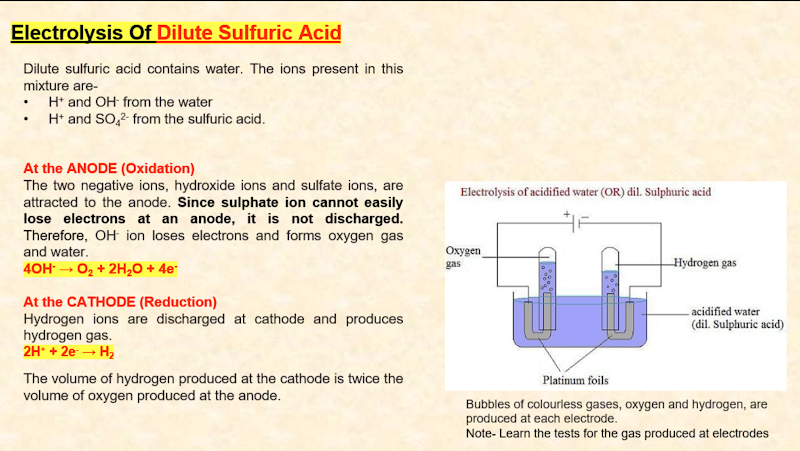 Electrolysis Of Dilute Sulfuric Acid
Dilute sulfuric acid contains water. The ions present in this
mixture are-
• H⁺ and OH⁻ from the water
• H⁺ and SO₄²⁻ from the sulfuric acid.
At the ANODE (Oxidation)
The two negative ions, hydroxide ions and sulfate ions, are
attracted to the anode. Since sulphate ion cannot easily
lose electrons at an anode, it is not discharged.
Therefore, OH⁻ ion loses electrons and forms oxygen gas
and water.
4OH⁻ → O₂ + 2H₂O + 4e⁻
At the CATHODE (Reduction)
Hydrogen ions are discharged at cathode and produces
hydrogen gas.
2H⁺ + 2e⁻ → H₂
The volume of hydrogen produced at the cathode is twice the
volume of oxygen produced at the anode.
Electrolysis of acidified water (OR) dil. Sulphuric acid
+ −
Oxygen
gas
Hydrogen gas
acidified water
(dil. Sulphuric acid)
Platinum foils
Bubbles of colourless gases, oxygen and hydrogen, are
produced at each electrode.
Note- Learn the tests for the gas produced at electrodes